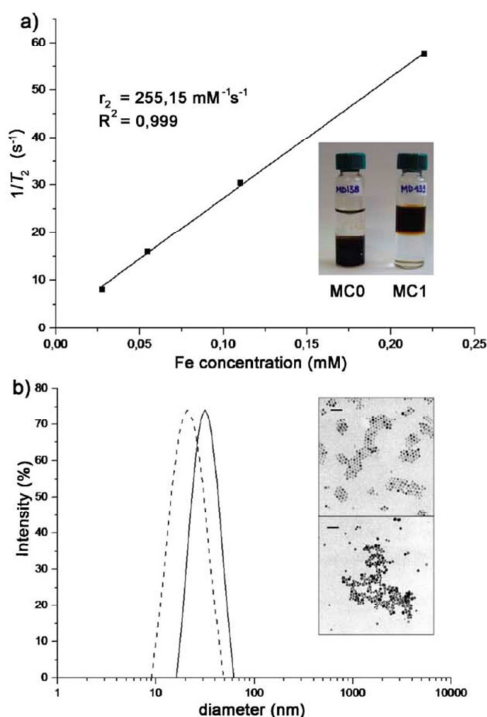 a)
60
50
40
30
20
10
0
1/T₂ (s⁻¹)
r₂ = 255,15 mM⁻¹s⁻¹
R² = 0,999
MC0
MC1
0,00 0,05 0,10 0,15 0,20 0,25
Fe concentration (mM)
b)
80
70
60
50
40
30
20
10
0
Intensity (%)
1 10 100 1000 10000
diameter (nm)